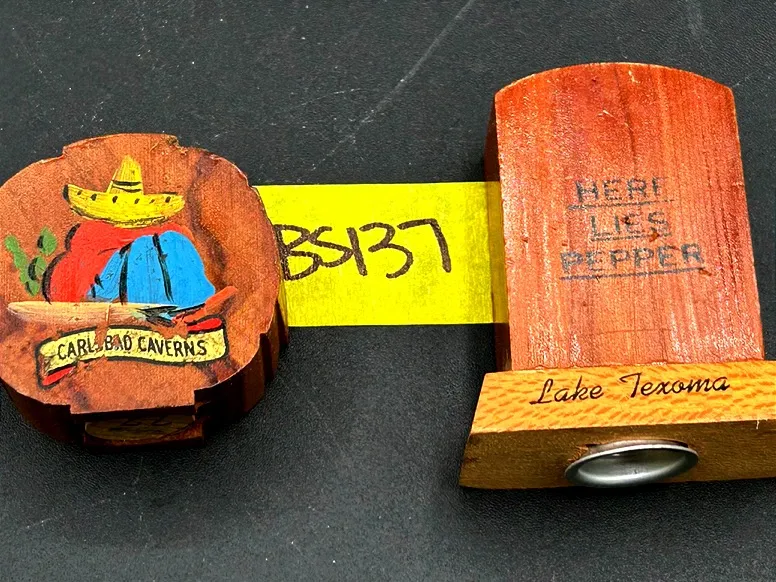 CARLSBAD CAVERNS
BS137
HERE
LIES
PEPPER
Lake Texoma